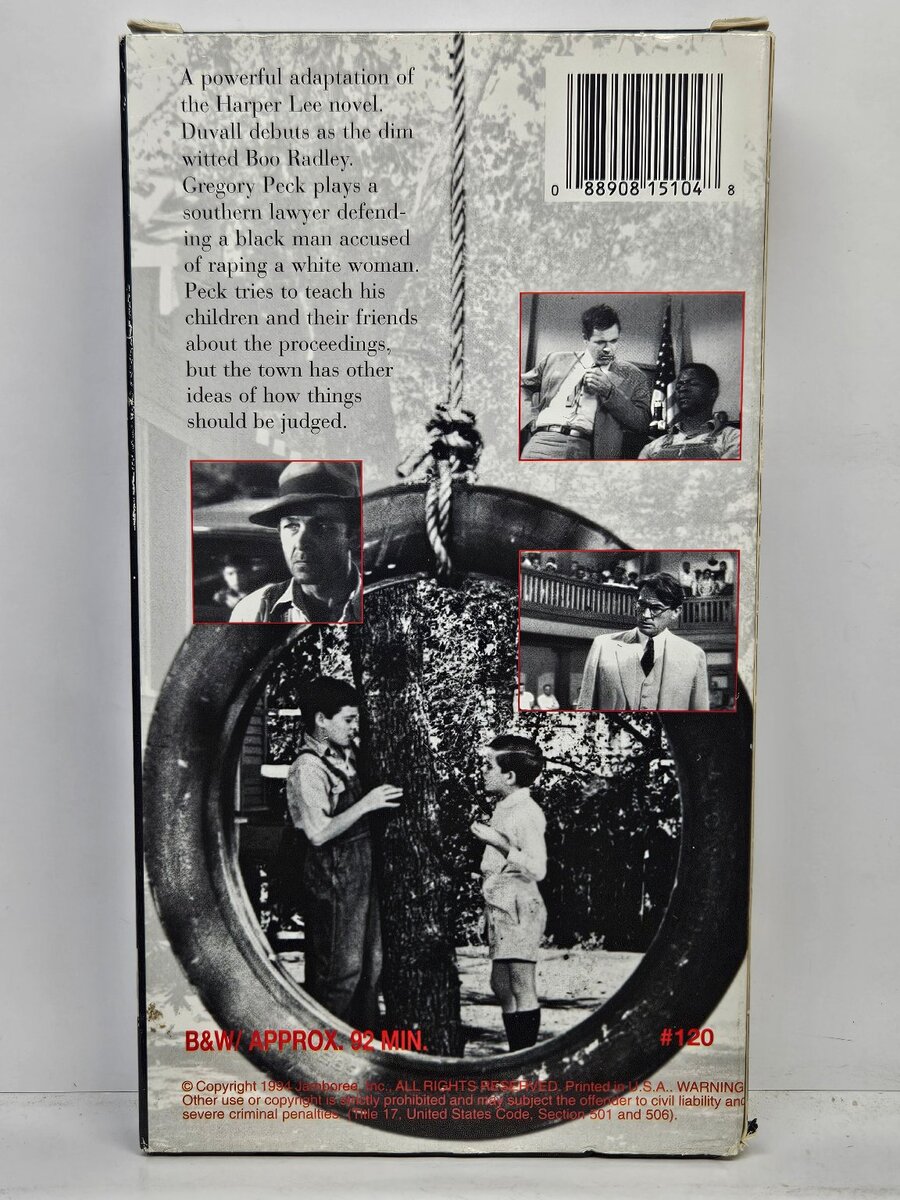 A powerful adaptation of
the Harper Lee novel.
Duvall debuts as the dim
witted Boo Radley.
Gregory Peck plays a
southern lawyer defend-
ing a black man accused
of raping a white woman.
Peck tries to teach his
children and their friends
about the proceedings,
but the town has other
ideas of how things
should be judged.
0 88908 15104 8
B&W/ APPROX. 92 MIN.
#120
© Copyright 1994 Jamboree, Inc., ALL RIGHTS RESERVED. Printed in U.S.A.. WARNING
Other use or copyright is strictly prohibited and may subject the offender to civil liability and
severe criminal penalties. (Title 17, United States Code, Section 501 and 506).